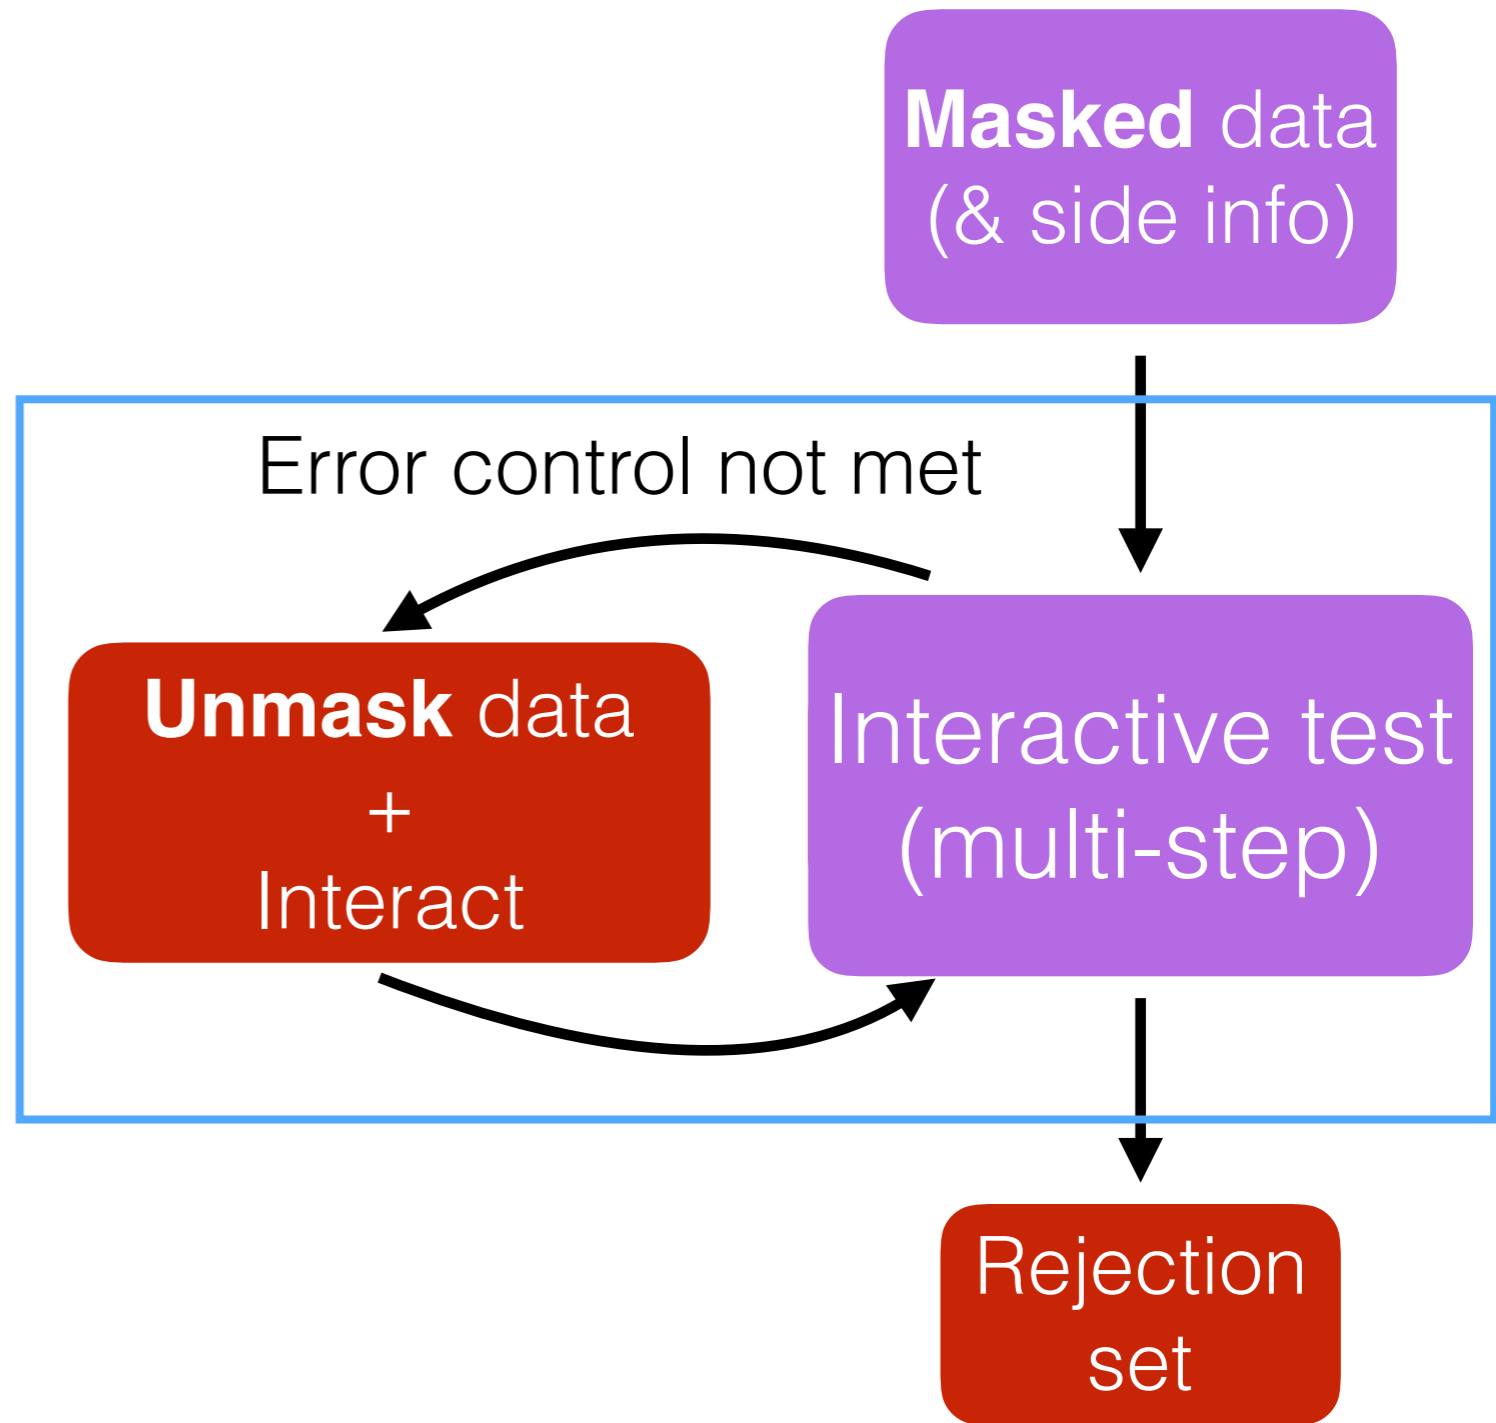 Masked data
(& side info)
Error control not met
Unmask data
+
Interact
Interactive test
(multi-step)
Rejection
set